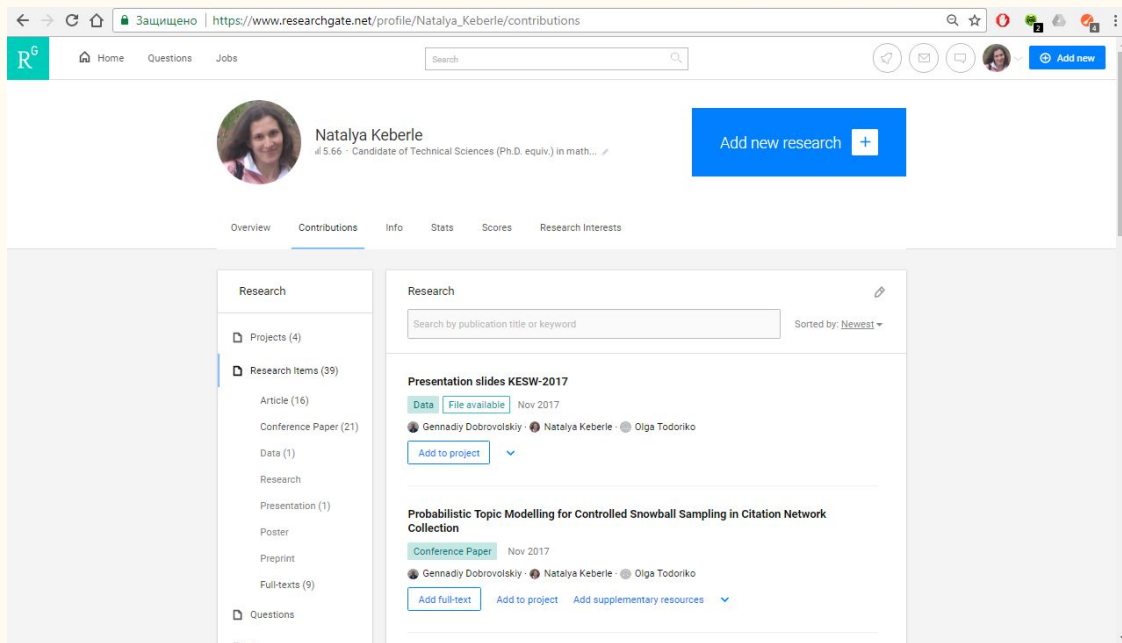 Защищено | https://www.researchgate.net/profile/Natalya_Keberle/contributions
2
4
RG Home Questions Jobs Search Add new
Natalya Keberle
5.66 · Candidate of Technical Sciences (Ph.D. equiv.) in math...
Add new research +
Overview Contributions Info Stats Scores Research Interests
Research
Projects (4)
Research Items (39)
Article (16)
Conference Paper (21)
Data (1)
Research
Presentation (1)
Poster
Preprint
Full-texts (9)
Questions
Research
Search by publication title or keyword
Sorted by: Newest
Presentation slides KESW-2017
Data File available Nov 2017
Gennadiy Dobrovolskiy · Natalya Keberle · Olga Todoriko
Add to project
Probabilistic Topic Modelling for Controlled Snowball Sampling in Citation Network
Collection
Conference Paper Nov 2017
Gennadiy Dobrovolskiy · Natalya Keberle · Olga Todoriko
Add full-text Add to project Add supplementary resources